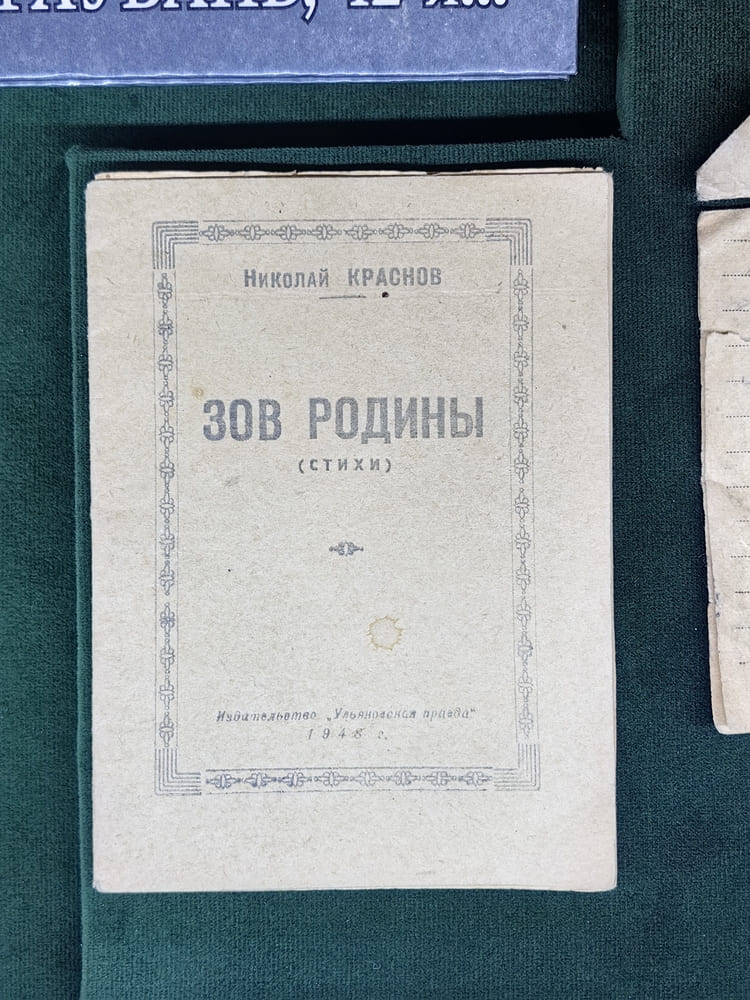 Николай КРАСНОВ
ЗОВ РОДИНЫ
(СТИХИ)
Издательство „Ульяновская правда“
1948 г.